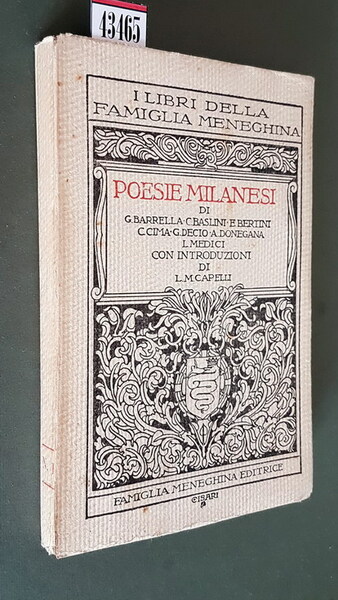 43465
I LIBRI DELLA
FAMIGLIA MENEGHINA
POESIE MILANESI
DI
G. BARRELLA · C. BASLINI · E. BERTINI
C. CIMA · G. DECIO · A. DONEGANA
L. MEDICI
CON INTRODUZIONI
DI
L. M. CAPELLI
FAMIGLIA MENEGHINA EDITRICE
CISARI